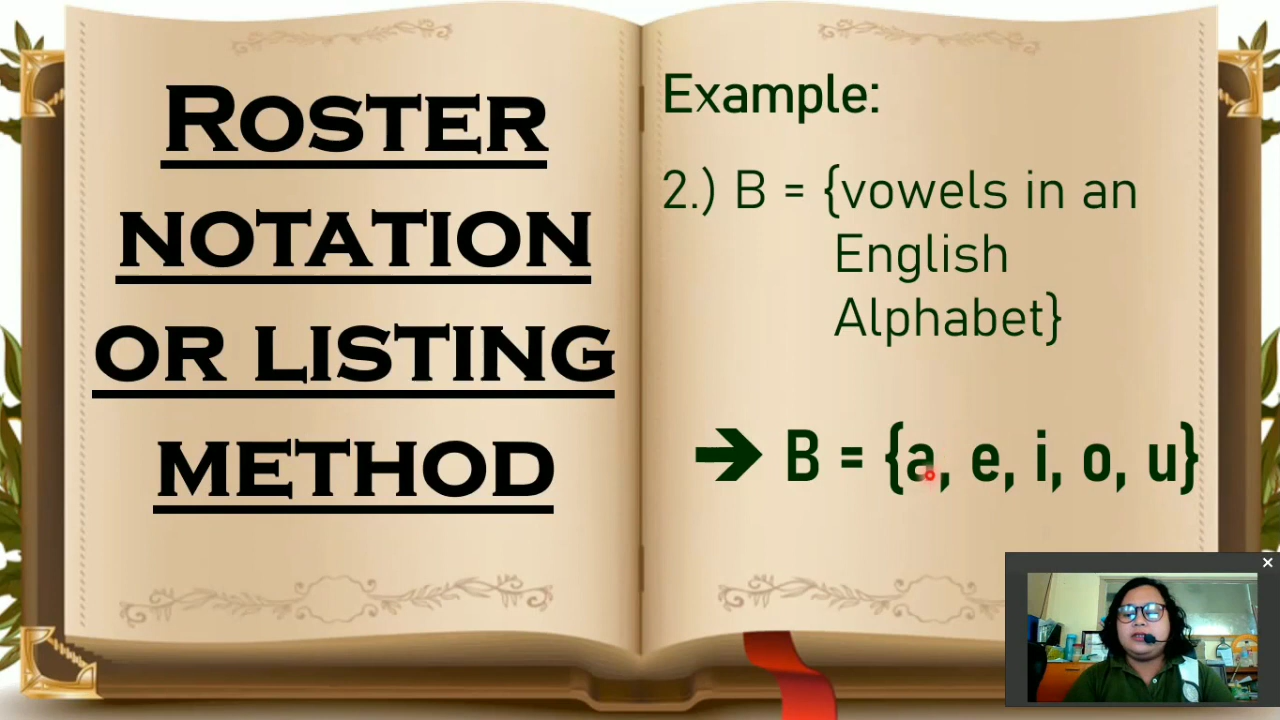 ROSTER
NOTATION
OR LISTING
METHOD
Example:
2.) B = {vowels in an
English
Alphabet}
➔ B = {a, e, i, o, u}